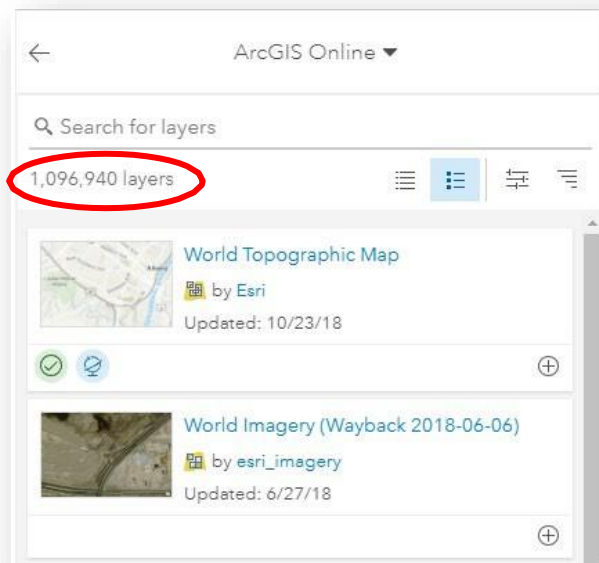 ArcGIS Online
Search for layers
1,096,940 layers
World Topographic Map
by Esri
Updated: 10/23/18
World Imagery (Wayback 2018-06-06)
by esri_imagery
Updated: 6/27/18